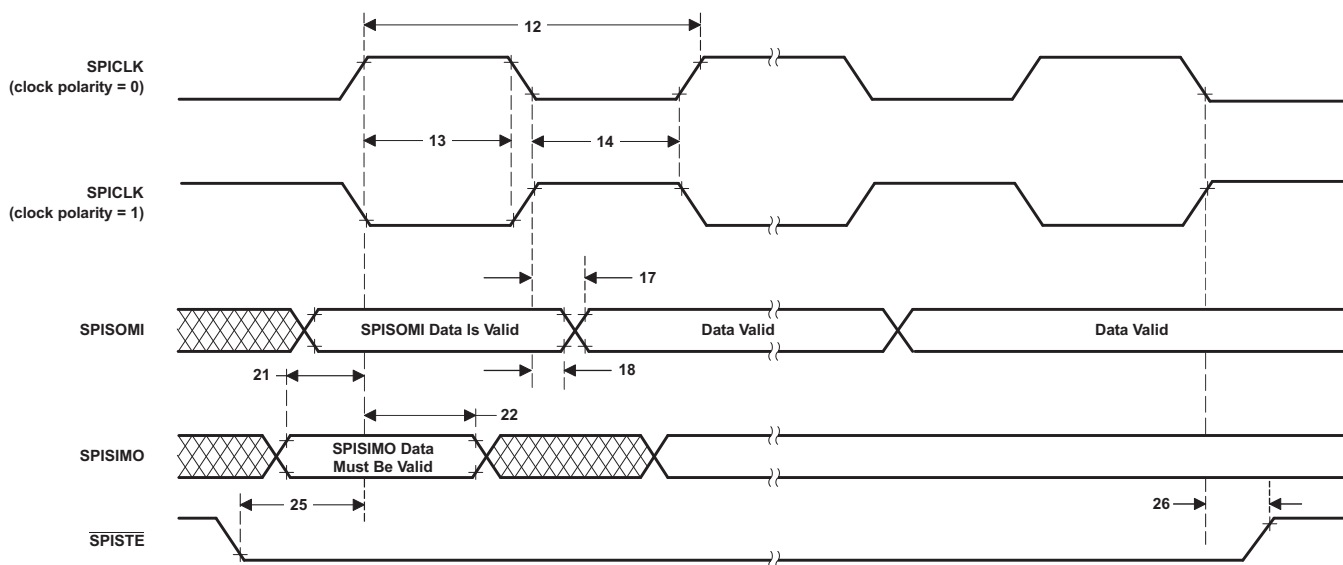 12
SPICLK
(clock polarity = 0)
13
14
SPICLK
(clock polarity = 1)
17
SPISOMI
SPISOMI Data Is Valid
Data Valid
Data Valid
21
18
22
SPISIMO
SPISIMO Data
Must Be Valid
25
26
SPISTE